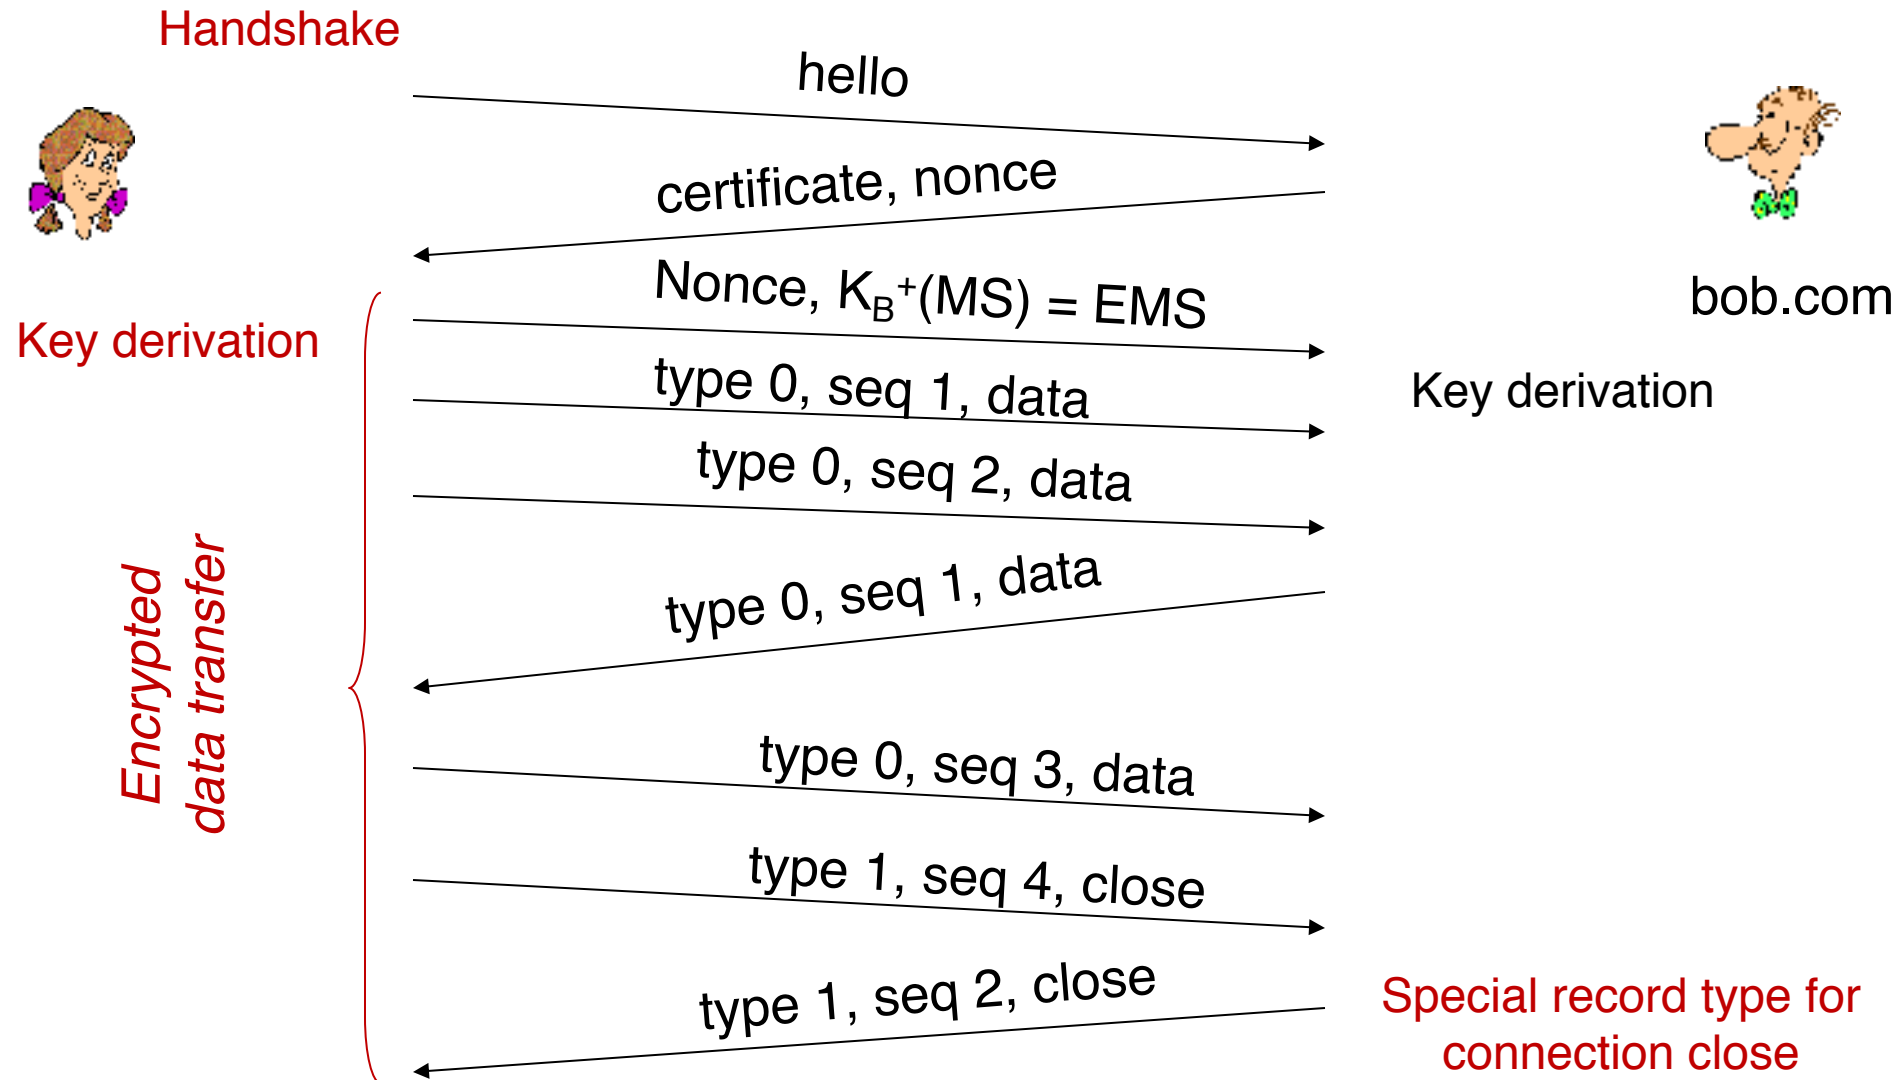 Handshake
hello
certificate, nonce
Nonce, K_B^+(MS) = EMS
bob.com
Key derivation
Key derivation
type 0, seq 1, data
type 0, seq 2, data
Encrypted
data transfer
type 0, seq 1, data
type 0, seq 3, data
type 1, seq 4, close
type 1, seq 2, close
Special record type for
connection close